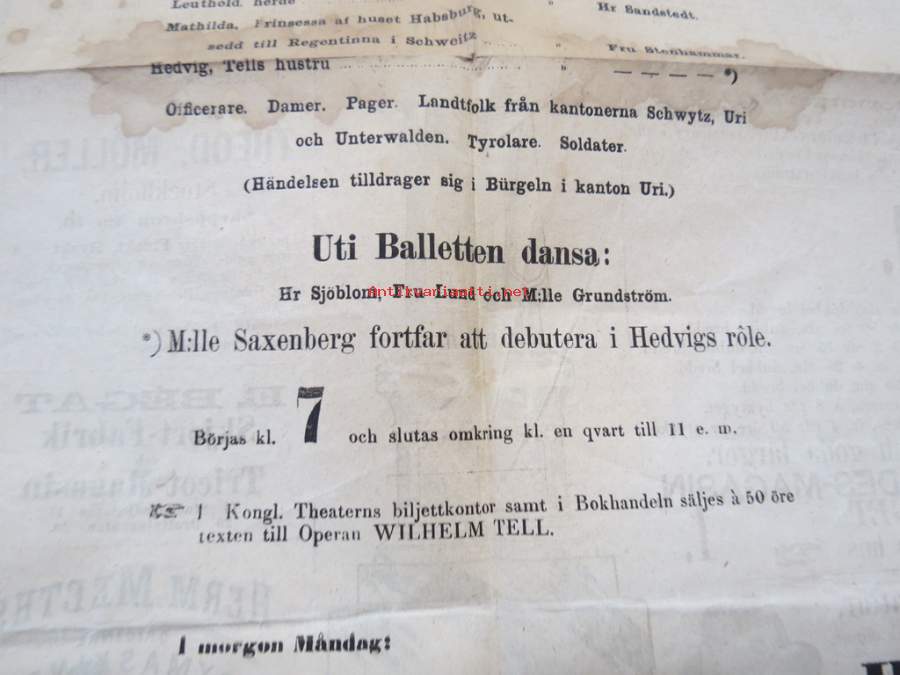 Leuthold, herde " Hr Sandstedt.
Mathilda, Prinsessa af huset Habsburg, ut-
sedd till Regentinna i Schweitz .. " Fru Stenhammar.
Hedvig, Tells hustru ................ " — — — — *)
Officerare. Damer. Pager. Landtfolk från kantonerna Schwytz, Uri
och Unterwalden. Tyrolare. Soldater.
(Händelsen tilldrager sig i Bürgeln i kanton Uri.)
Uti Balletten dansa:
Hr Sjöblom, Fru Lund och M:lle Grundström.
antikvariaatti.net
*) M:lle Saxenberg fortfar att debutera i Hedvigs rôle.
Börjas kl. 7 och slutas omkring kl. en qvart till 11 e. m.
☞ I Kongl. Theaterns biljettkontor samt i Bokhandeln säljes à 50 öre
texten till Operan WILHELM TELL.
I morgon Måndag: